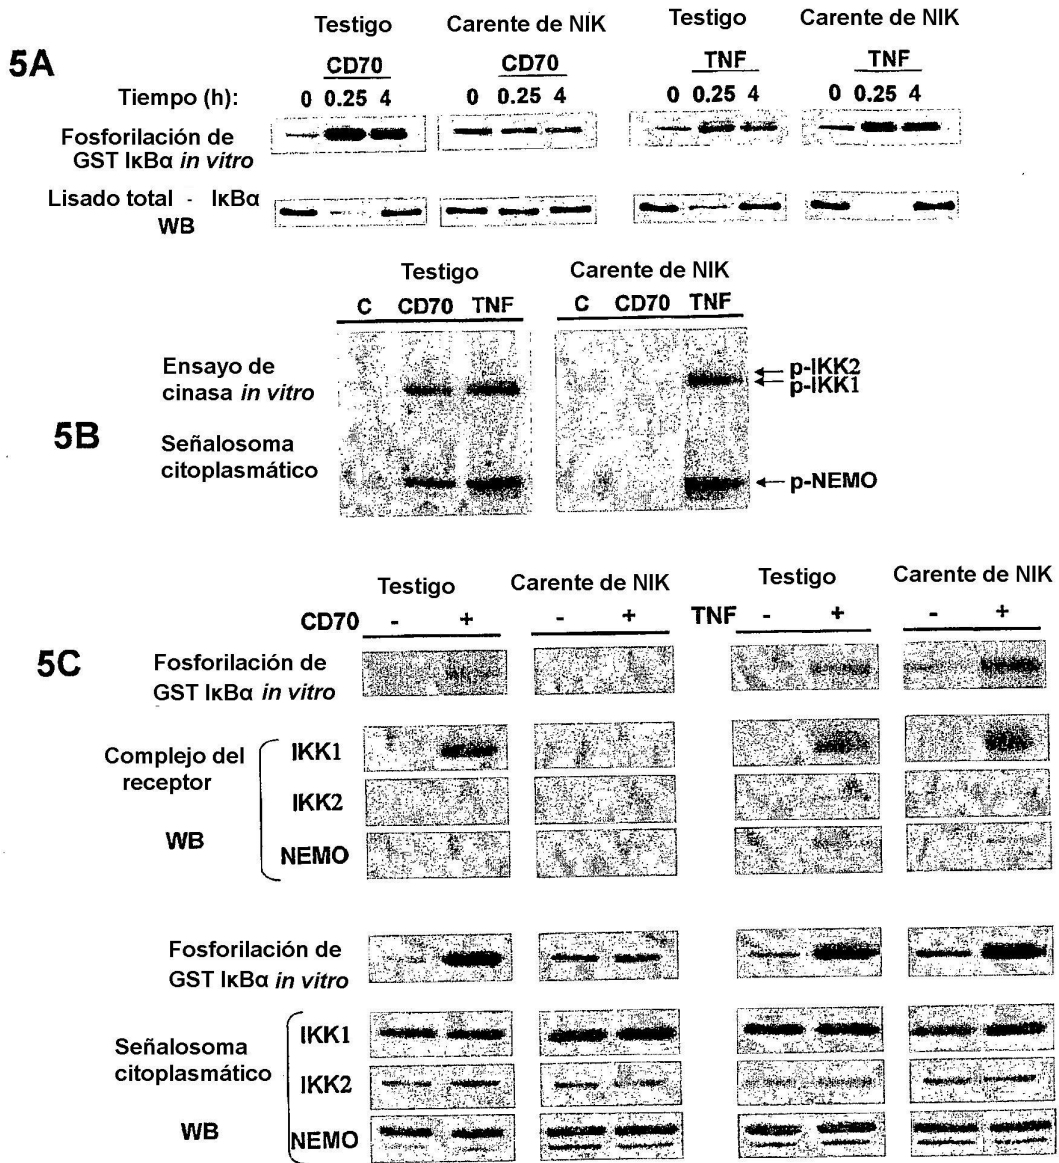 5A
Testigo Carente de NIK Testigo Carente de NIK
CD70 CD70 TNF TNF
Tiempo (h): 0 0.25 4 0 0.25 4 0 0.25 4 0 0.25 4
Fosforilación de
GST IκBα in vitro
Lisado total - IκBα
WB
5B
Testigo Carente de NIK
C CD70 TNF C CD70 TNF
Ensayo de
cinasa in vitro
p-IKK2
p-IKK1
Señalosoma
citoplasmático
p-NEMO
5C
Testigo Carente de NIK Testigo Carente de NIK
CD70 - + - + TNF - + - +
Fosforilación de
GST IκBα in vitro
Complejo del
receptor
WB
IKK1
IKK2
NEMO
Fosforilación de
GST IκBα in vitro
Señalosoma
citoplasmático
WB
IKK1
IKK2
NEMO